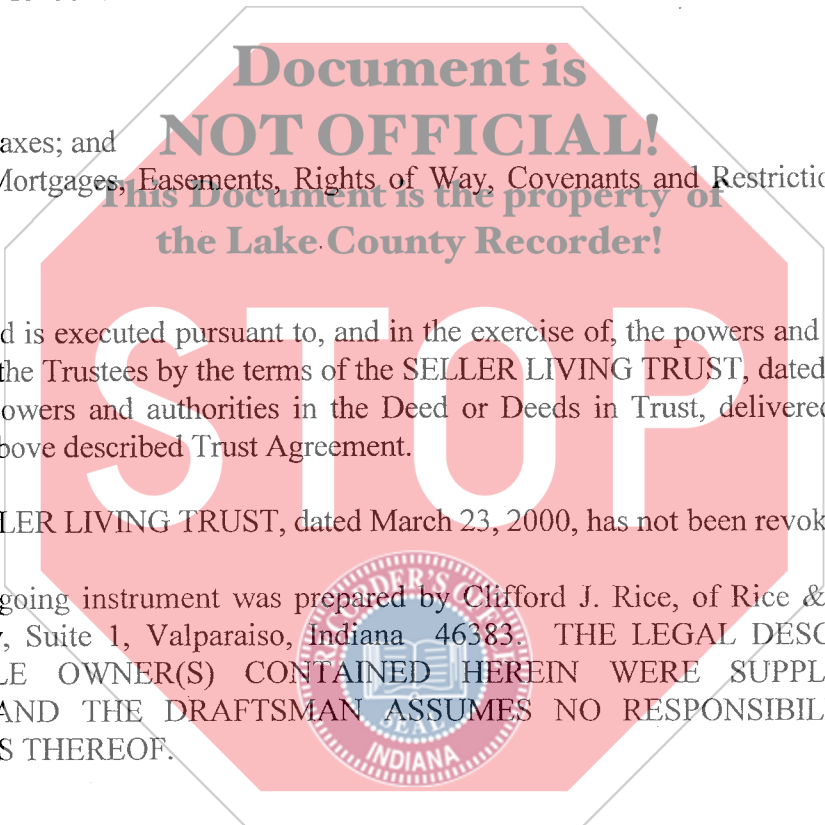 Document is
NOT OFFICIAL!
axes; and
Mortgages, Easements, Rights of Way, Covenants and Restrictio
This Document is the property of
the Lake County Recorder!
STOP
d is executed pursuant to, and in the exercise of, the powers and
the Trustees by the terms of the SELLER LIVING TRUST, dated
owers and authorities in the Deed or Deeds in Trust, delivered
bove described Trust Agreement.
LER LIVING TRUST, dated March 23, 2000, has not been revok
going instrument was prepared by Clifford J. Rice, of Rice &
, Suite 1, Valparaiso, Indiana 46383. THE LEGAL DESC
LE OWNER(S) CONTAINED HEREIN WERE SUPPL
AND THE DRAFTSMAN ASSUMES NO RESPONSIBIL
S THEREOF.
RECORDER'S OFFICE
SEAL
INDIANA